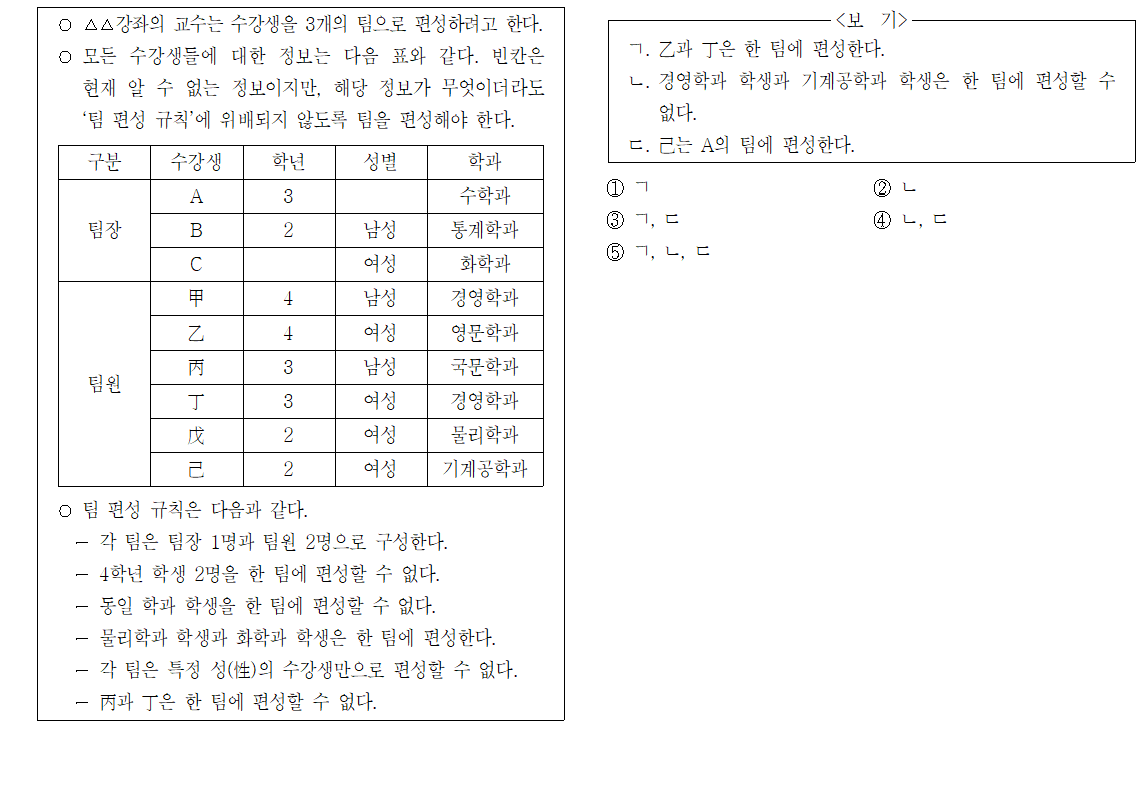 ○ △△강좌의 교수는 수강생을 3개의 팀으로 편성하려고 한다.
○ 모든 수강생들에 대한 정보는 다음 표와 같다. 빈칸은
현재 알 수 없는 정보이지만, 해당 정보가 무엇이더라도
‘팀 편성 규칙’에 위배되지 않도록 팀을 편성해야 한다.
구분 수강생 학년 성별 학과
팀장 A 3 수학과
B 2 남성 통계학과
C 여성 화학과
팀원 甲 4 남성 경영학과
乙 4 여성 영문학과
丙 3 남성 국문학과
丁 3 여성 경영학과
戊 2 여성 물리학과
己 2 여성 기계공학과
○ 팀 편성 규칙은 다음과 같다.
－ 각 팀은 팀장 1명과 팀원 2명으로 구성한다.
－ 4학년 학생 2명을 한 팀에 편성할 수 없다.
－ 동일 학과 학생을 한 팀에 편성할 수 없다.
－ 물리학과 학생과 화학과 학생은 한 팀에 편성한다.
－ 각 팀은 특정 성(性)의 수강생만으로 편성할 수 없다.
－ 丙과 丁은 한 팀에 편성할 수 없다.
<보 기>
ㄱ. 乙과 丁은 한 팀에 편성한다.
ㄴ. 경영학과 학생과 기계공학과 학생은 한 팀에 편성할 수
없다.
ㄷ. 己는 A의 팀에 편성한다.
① ㄱ ② ㄴ
③ ㄱ, ㄷ ④ ㄴ, ㄷ
⑤ ㄱ, ㄴ, ㄷ